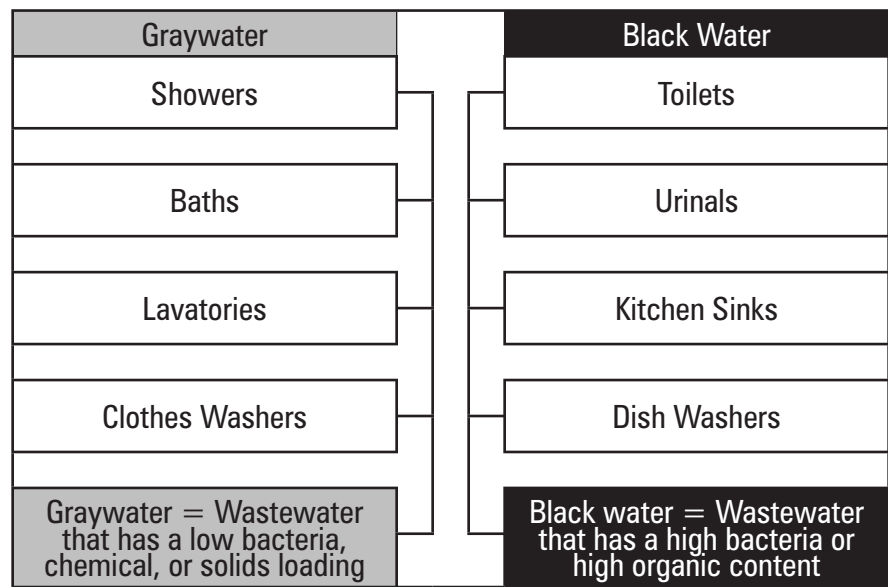 Graywater
Showers
Baths
Lavatories
Clothes Washers
Graywater = Wastewater
that has a low bacteria,
chemical, or solids loading
Black Water
Toilets
Urinals
Kitchen Sinks
Dish Washers
Black water = Wastewater
that has a high bacteria or
high organic content